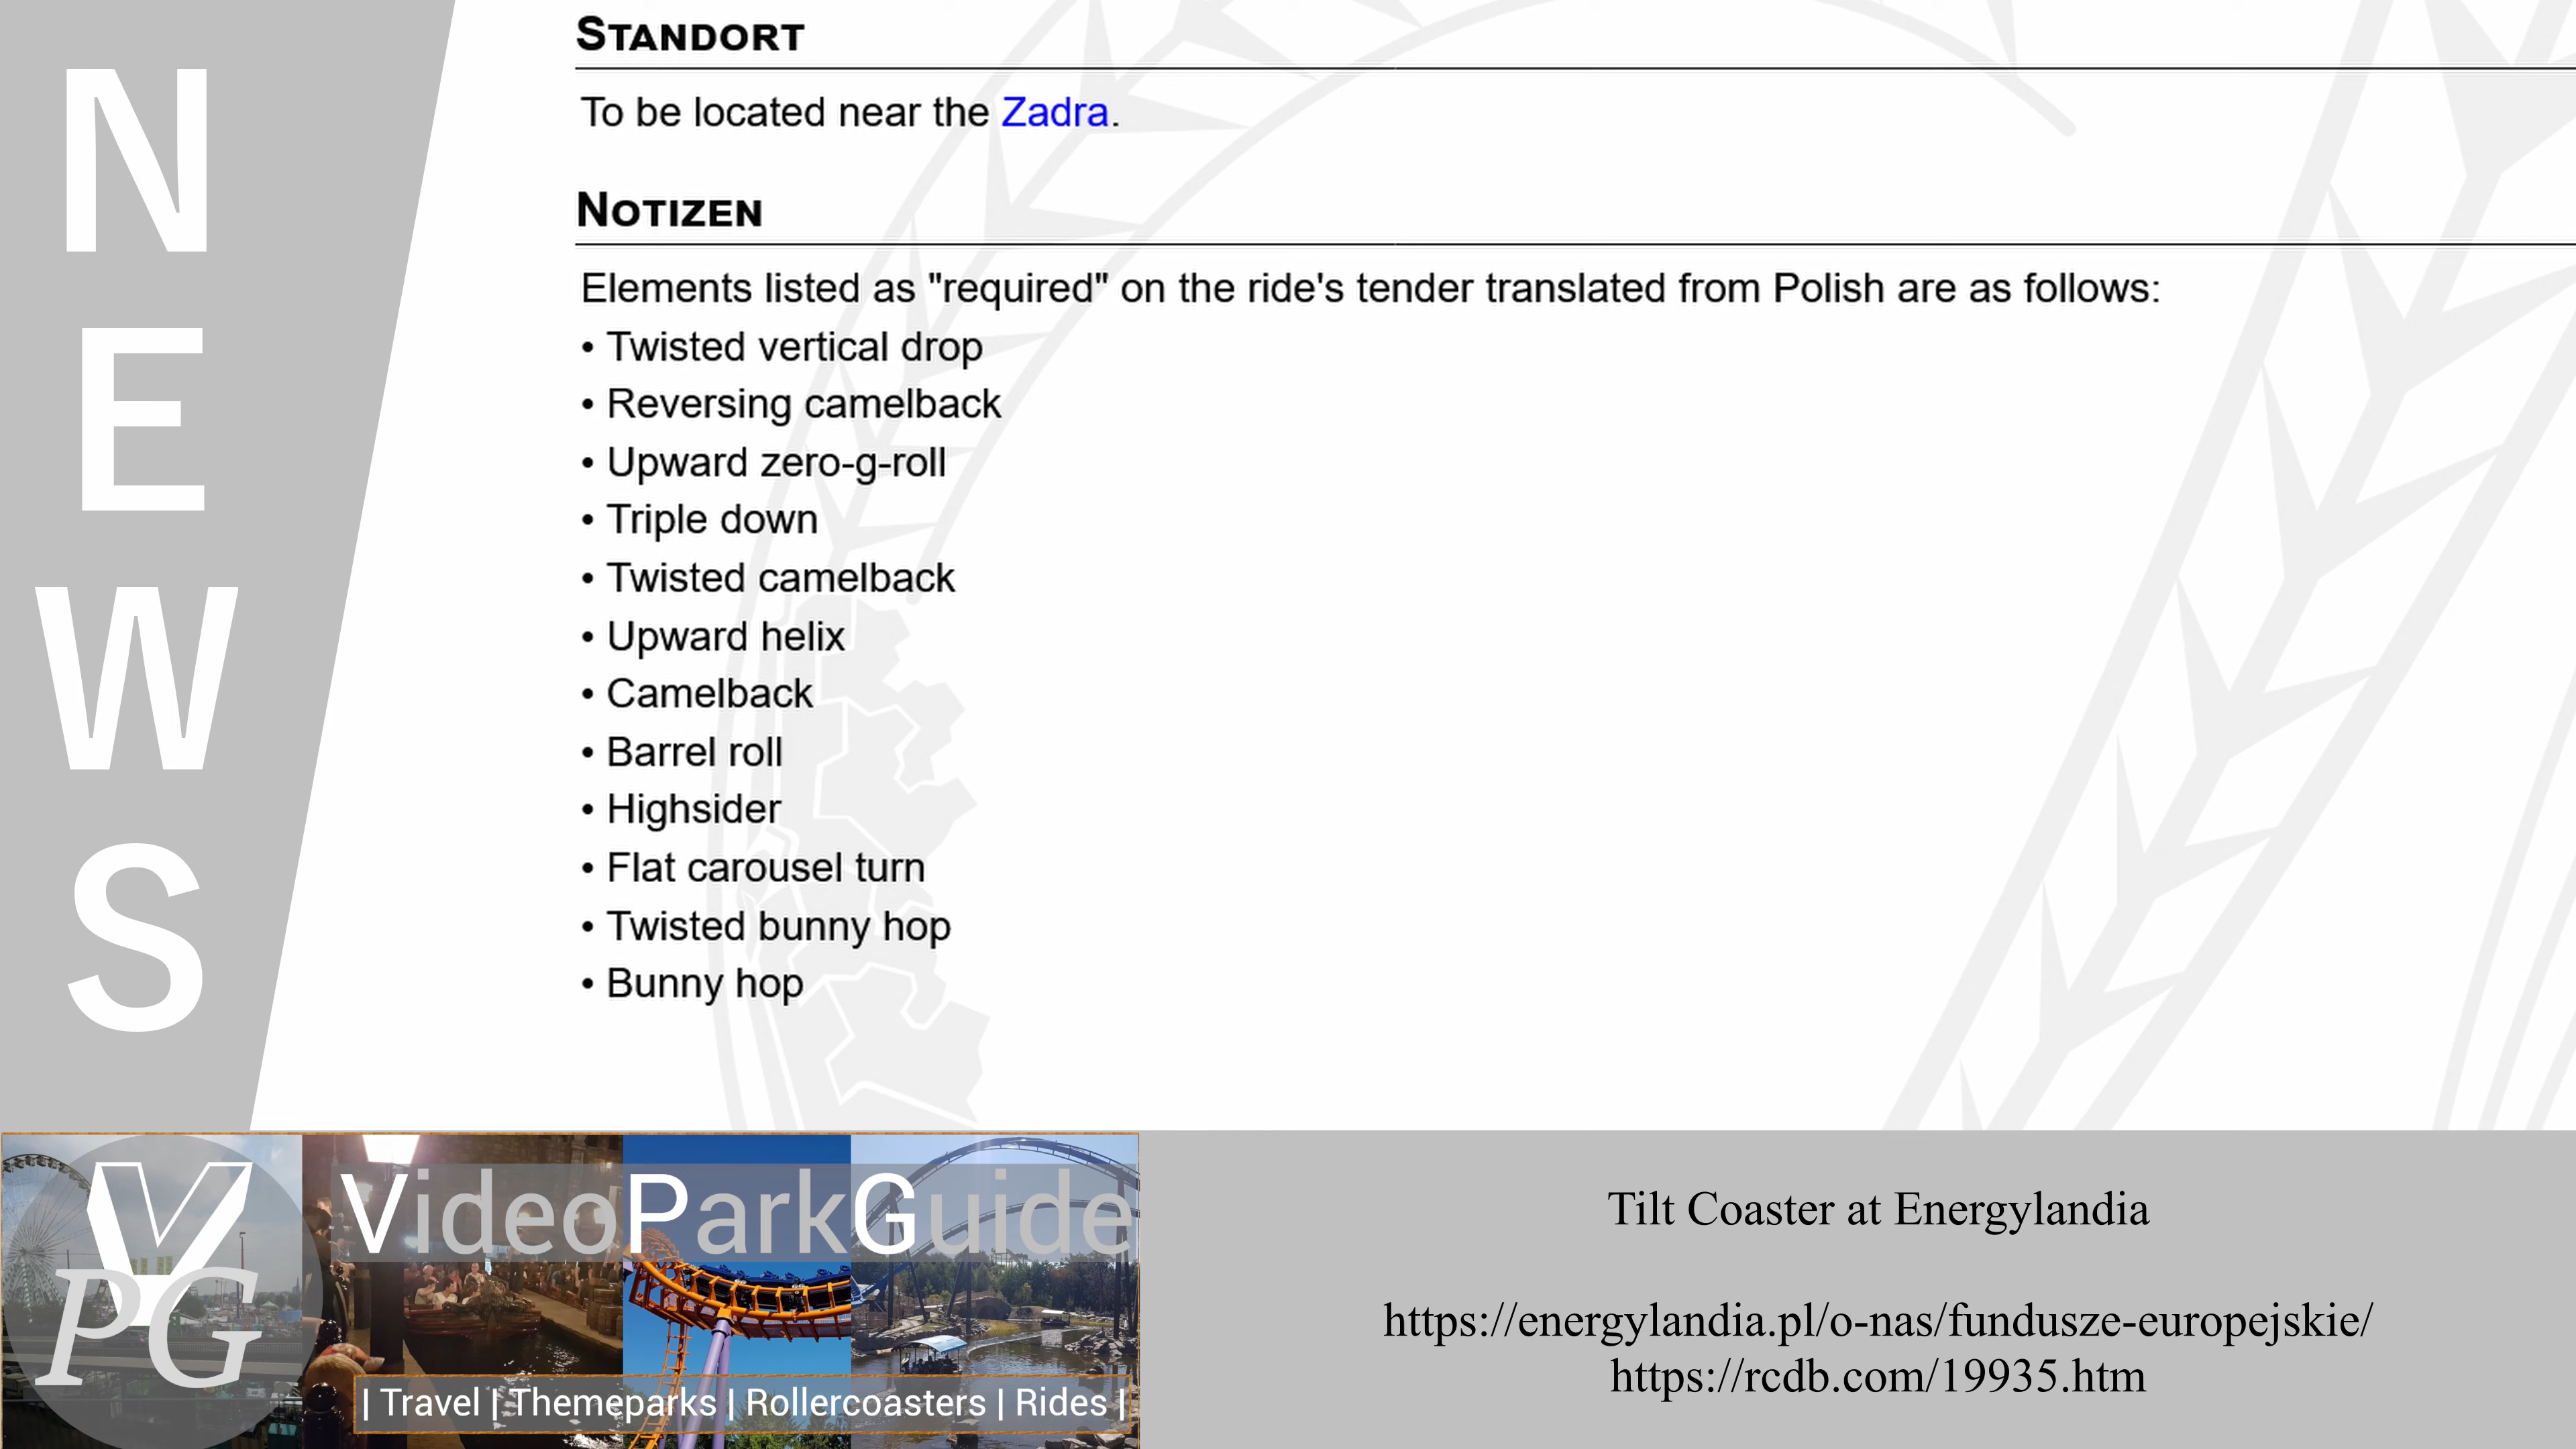 NEWS
STANDORT
To be located near the Zadra.
NOTIZEN
Elements listed as "required" on the ride's tender translated from Polish are as follows:
• Twisted vertical drop
• Reversing camelback
• Upward zero-g-roll
• Triple down
• Twisted camelback
• Upward helix
• Camelback
• Barrel roll
• Highsider
• Flat carousel turn
• Twisted bunny hop
• Bunny hop
VPG
VideoParkGuide
| Travel | Themeparks | Rollercoasters | Rides |
Tilt Coaster at Energylandia
https://energylandia.pl/o-nas/fundusze-europejskie/
https://rcdb.com/19935.htm